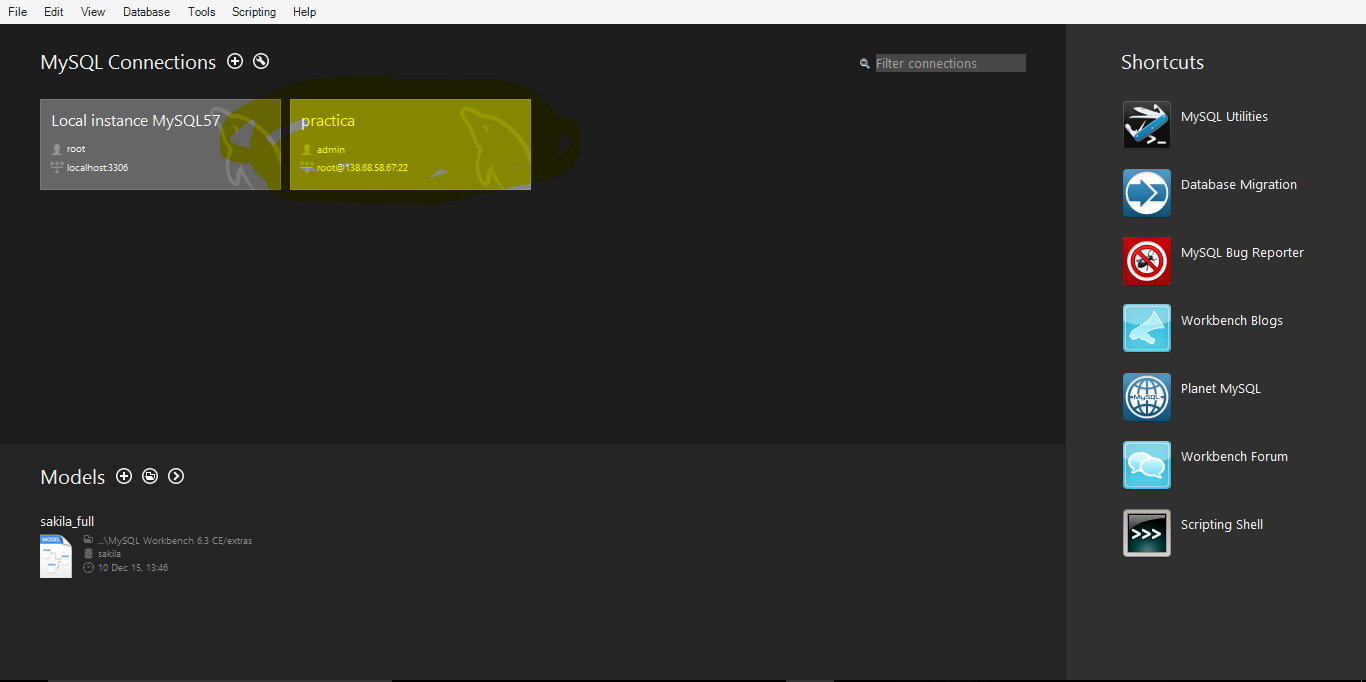 File Edit View Database Tools Scripting Help
MySQL Connections
Filter connections
Local instance MySQL57
root
localhost:3306
practica
admin
root@138.68.58.67:22
Shortcuts
MySQL Utilities
Database Migration
MySQL Bug Reporter
Workbench Blogs
MySQL
Planet MySQL
Workbench Forum
>>>
Scripting Shell
Models
sakila_full
MODEL
...\MySQL Workbench 6.3 CE/extras
sakila
10 Dec 15, 13:46